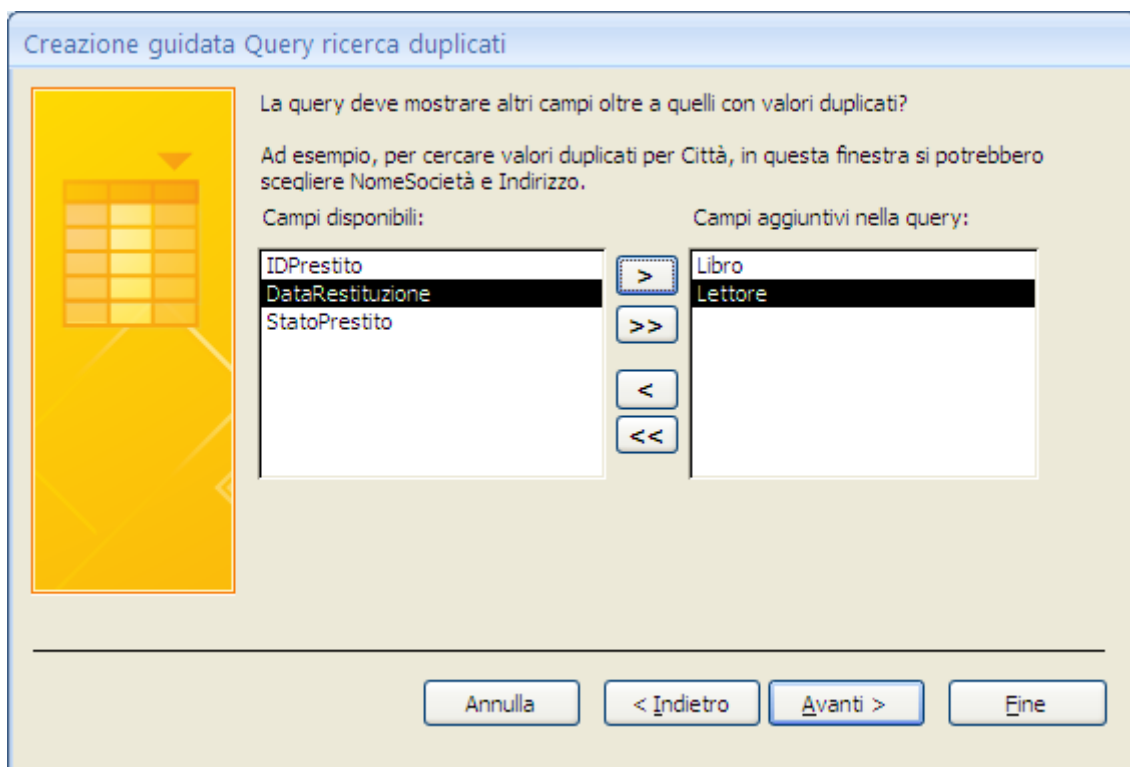 Creazione guidata Query ricerca duplicati
La query deve mostrare altri campi oltre a quelli con valori duplicati?
Ad esempio, per cercare valori duplicati per Città, in questa finestra si potrebbero
scegliere NomeSocietà e Indirizzo.
Campi disponibili:
IDPrestito
DataRestituzione
StatoPrestito
>
>>
<
<<
Campi aggiuntivi nella query:
Libro
Lettore
Annulla
< Indietro
Avanti >
Fine